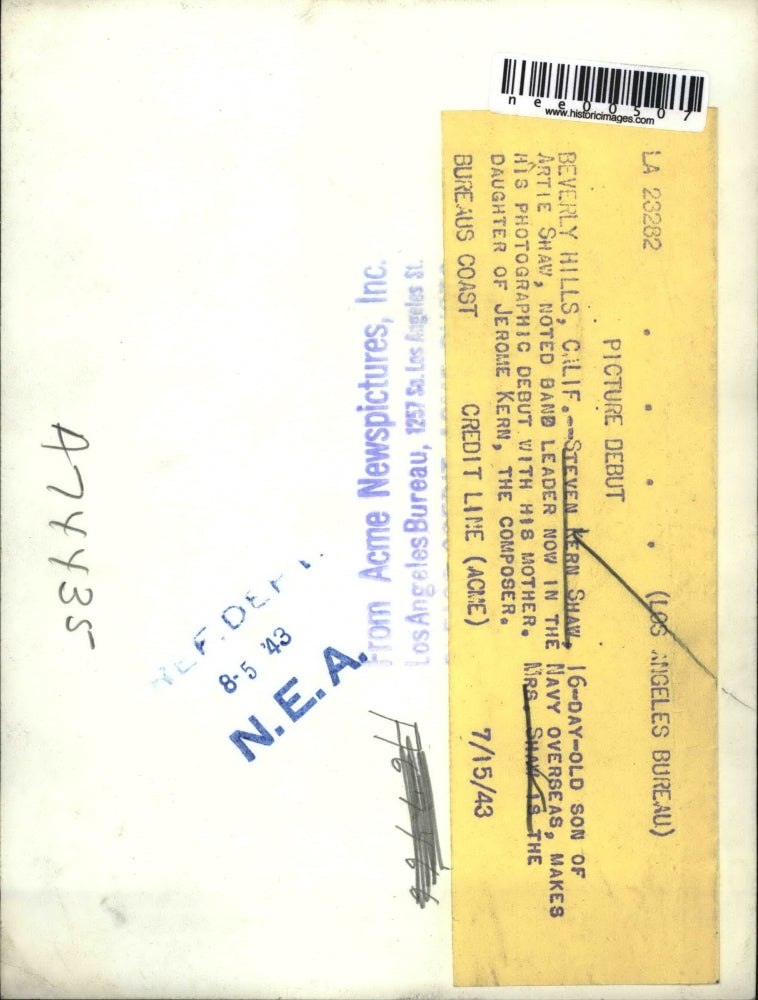 nee00507
www.historicimages.com
LA 23282 . . . . (LOS ANGELES BUREAU)
PICTURE DEBUT
BEVERLY HILLS, CALIF.--STEVEN KERN SHAW, 16-DAY-OLD SON OF
ARTIE SHAW, NOTED BAND LEADER NOW IN THE NAVY OVERSEAS, MAKES
HIS PHOTOGRAPHIC DEBUT WITH HIS MOTHER. MRS. SHAW IS THE
DAUGHTER OF JEROME KERN, THE COMPOSER.
BUREAUS COAST CREDIT LINE (ACME) 7/15/43
From Acme Newspictures, Inc.
Los Angeles Bureau, 1257 So. Los Angeles St.
REF. DEPT.
8-5 '43
N.E.A.
A74435